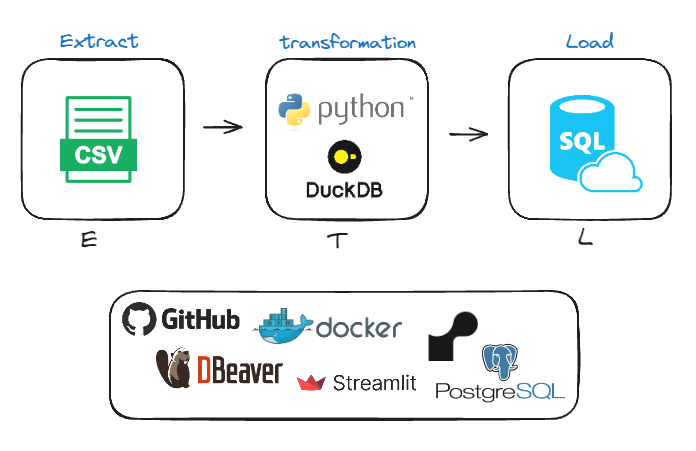 Extract
transformation
Load
CSV
python™
DuckDB
SQL
E
T
L
GitHub
docker
DBeaver
Streamlit
PostgreSQL